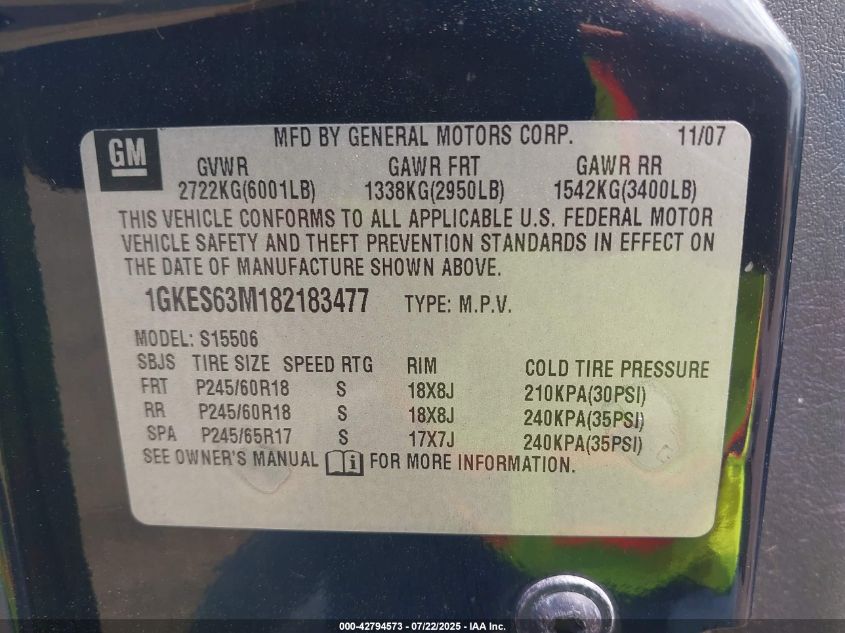 GM MFD BY GENERAL MOTORS CORP. 11/07
GVWR GAWR FRT GAWR RR
2722KG(6001LB) 1338KG(2950LB) 1542KG(3400LB)
THIS VEHICLE CONFORMS TO ALL APPLICABLE U.S. FEDERAL MOTOR
VEHICLE SAFETY AND THEFT PREVENTION STANDARDS IN EFFECT ON
THE DATE OF MANUFACTURE SHOWN ABOVE.
1GKES63M182183477 TYPE: M.P.V.
MODEL: S15506
SBJS TIRE SIZE SPEED RTG RIM COLD TIRE PRESSURE
FRT P245/60R18 S 18X8J 210KPA(30PSI)
RR P245/60R18 S 18X8J 240KPA(35PSI)
SPA P245/65R17 S 17X7J 240KPA(35PSI)
SEE OWNER'S MANUAL i FOR MORE INFORMATION.
000-42794573 - 07/22/2025 - IAA Inc.